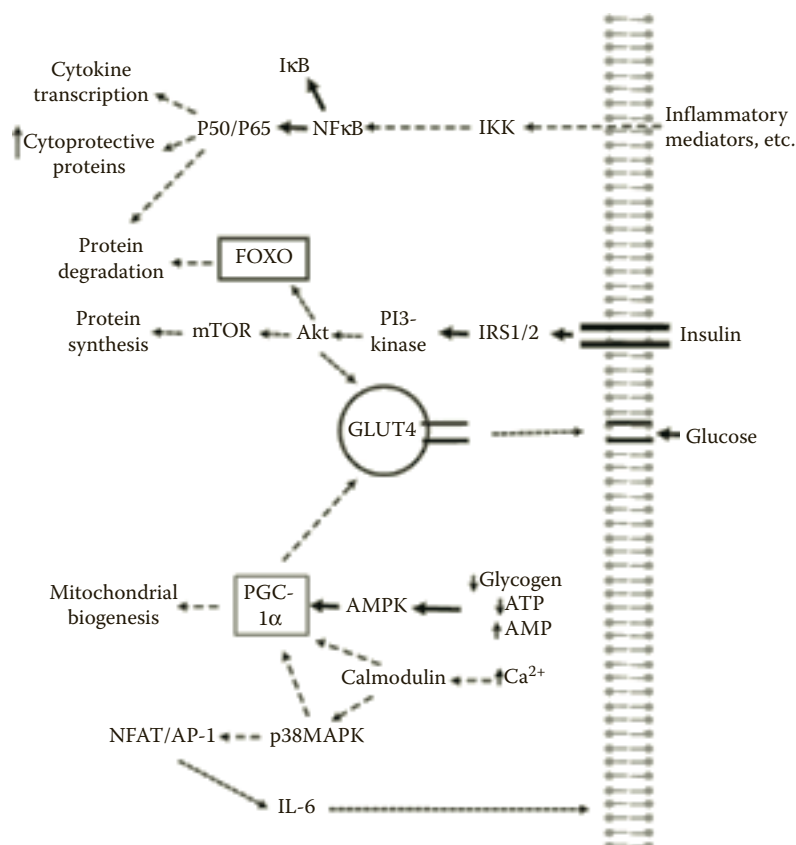 IκB
Cytokine
transcription
P50/P65
NFκB
IKK
Inflammatory
mediators, etc.
Cytoprotective
proteins
Protein
degradation
FOXO
Protein
synthesis
mTOR
Akt
PI3-
kinase
IRS1/2
Insulin
GLUT4
Glucose
Mitochondrial
biogenesis
PGC-
1α
AMPK
Glycogen
ATP
AMP
Calmodulin
Ca²⁺
NFAT/AP-1
p38MAPK
IL-6